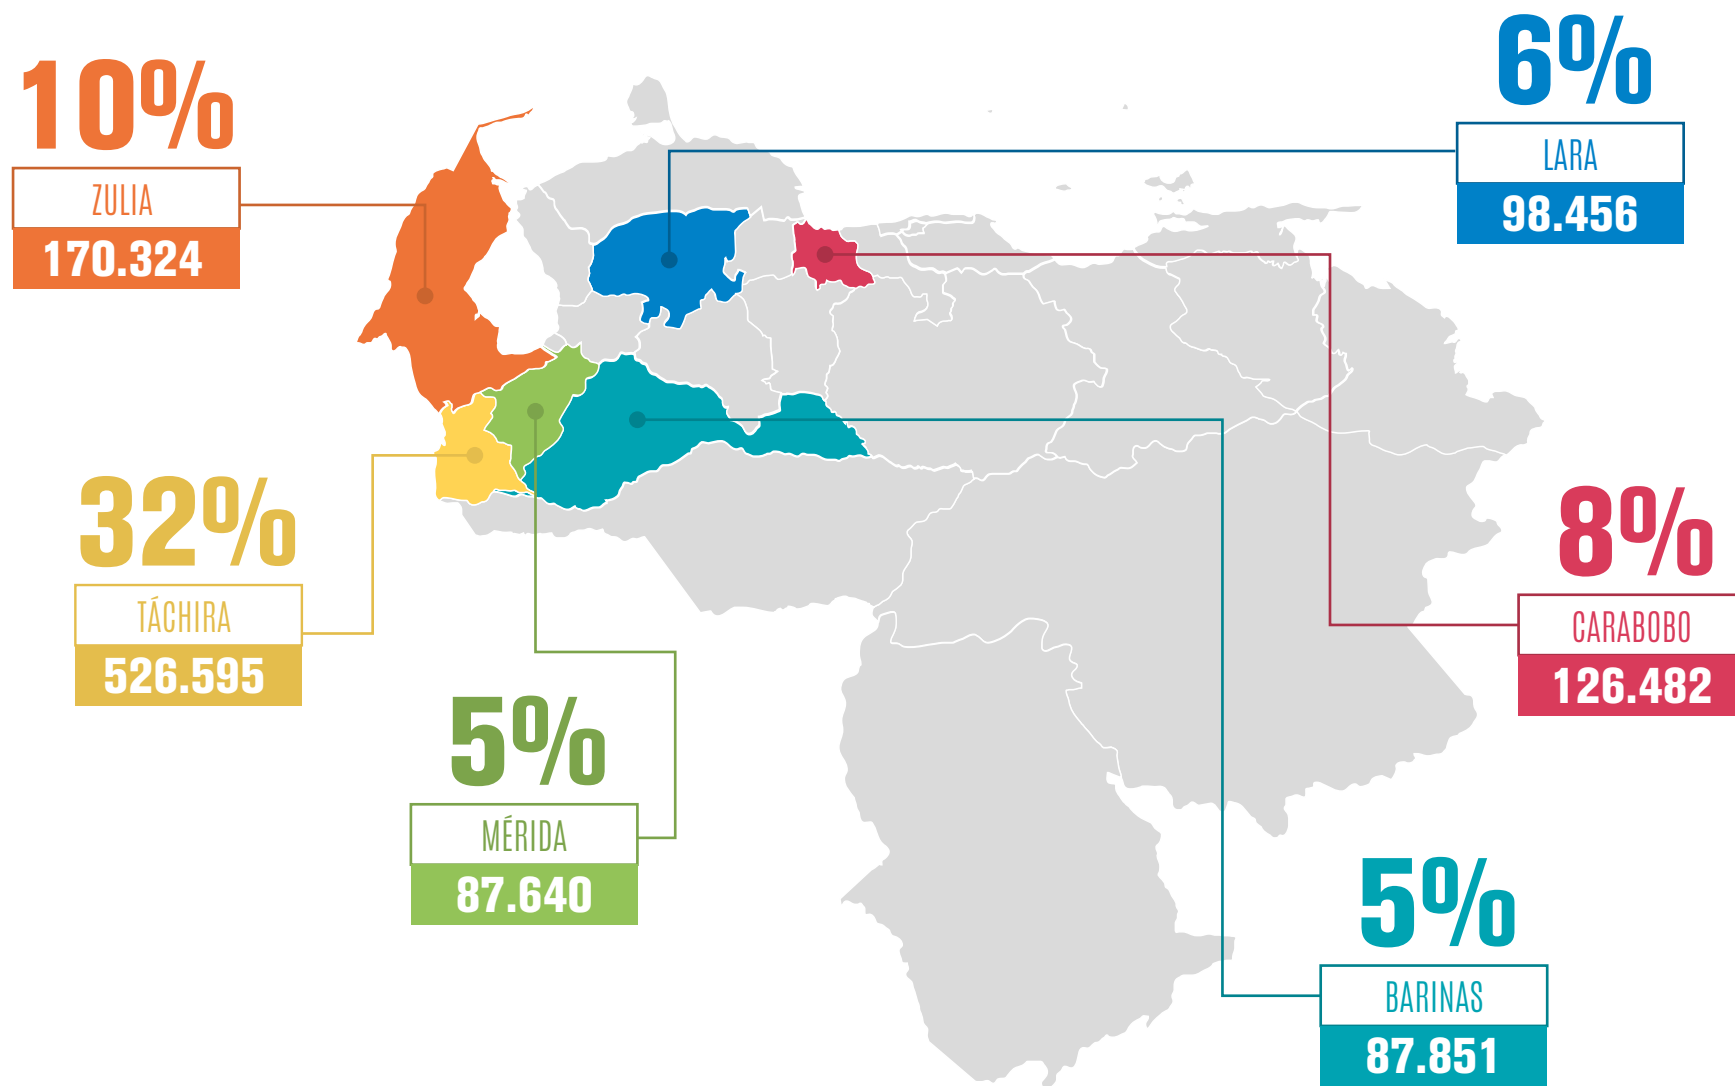 10%
ZULIA
170.324
6%
LARA
98.456
32%
TÁCHIRA
526.595
8%
CARABOBO
126.482
5%
MÉRIDA
87.640
5%
BARINAS
87.851